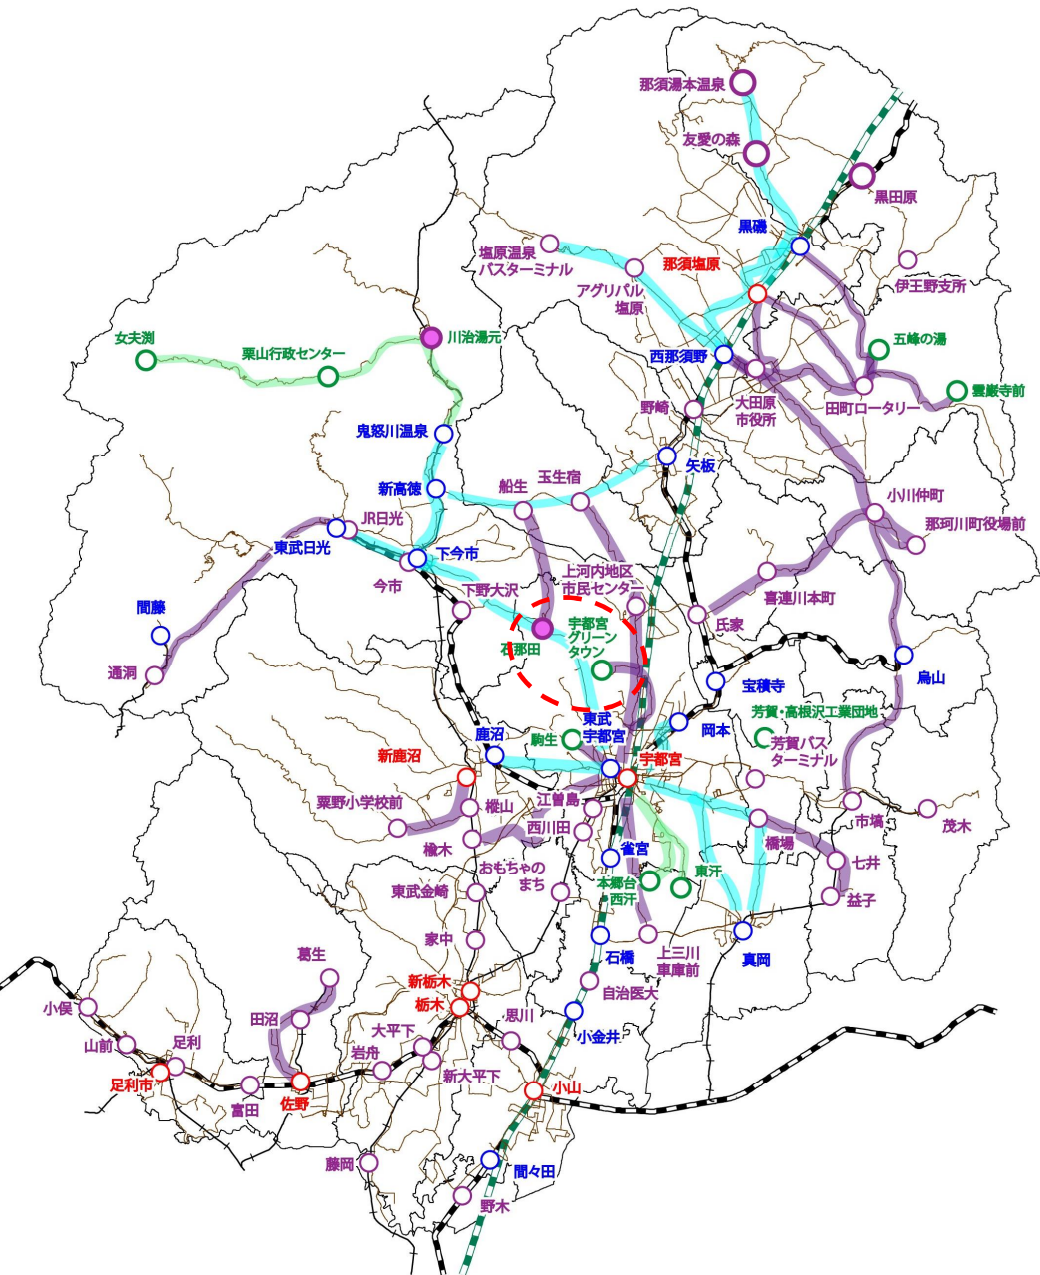 那須湯本温泉
友愛の森
黒田原
黒磯
塩原温泉
バスターミナル
那須塩原
伊王野支所
アグリパル
塩原
女夫渕
栗山行政センター
川治湯元
五峰の湯
西那須野
雲巌寺前
大田原
市役所
田町ロータリー
野崎
鬼怒川温泉
矢板
新高徳
船生
玉生宿
小川仲町
那珂川町役場前
JR日光
東武日光
下今市
今市
上河内地区
市民センター
下野大沢
喜連川本町
間藤
宇都宮
グリーン
タウン
氏家
石那田
通洞
烏山
宝積寺
芳賀・高根沢工業団地
東武
宇都宮
岡本
鹿沼
駒生
芳賀バス
ターミナル
新鹿沼
宇都宮
粟野小学校前
樅山
江曽島
西川田
市塙
茂木
橋場
楡木
雀宮
七井
おもちゃの
まち
東汗
東武金崎
本郷台
・西汗
益子
家中
石橋
上三川
車庫前
真岡
葛生
新栃木
栃木
自治医大
小俣
田沼
思川
小金井
山前
足利
大平下
岩舟
新大平下
足利市
富田
佐野
小山
藤岡
間々田
野木